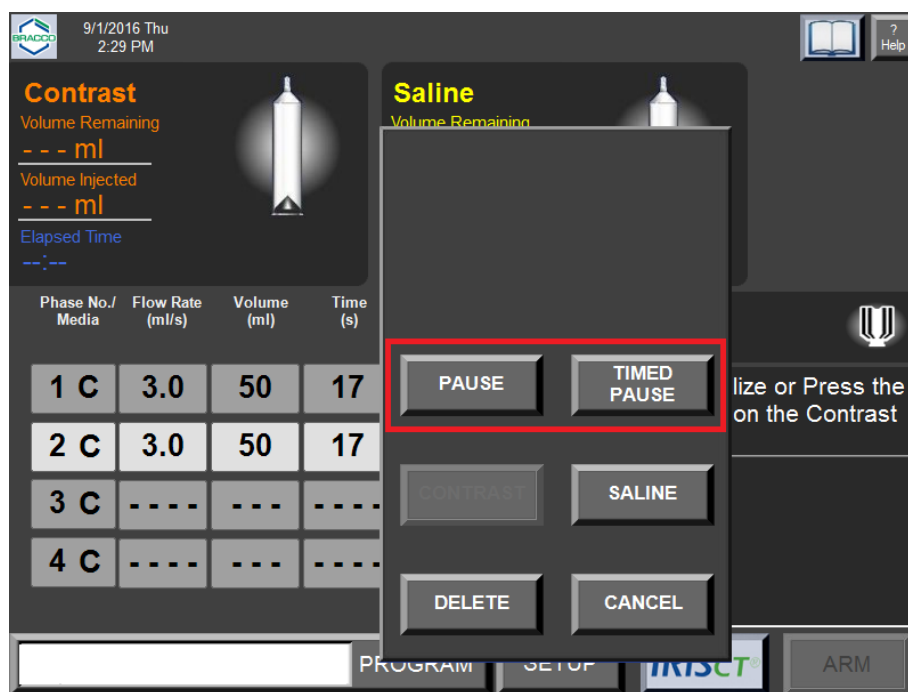 BRACCO
9/1/2016 Thu
2:29 PM
?
Help
Contrast
Volume Remaining
- - - ml
Volume Injected
- - - ml
Elapsed Time
--:--
Saline
Volume Remaining
Phase No./
Media
Flow Rate
(ml/s)
Volume
(ml)
Time
(s)
1 C 3.0 50 17
2 C 3.0 50 17
3 C - - - - - - - - - - -
4 C - - - - - - - - - - -
PAUSE
TIMED
PAUSE
CONTRAST
SALINE
DELETE
CANCEL
lize or Press the
on the Contrast
PROGRAM
SETUP
IRISCT®
ARM